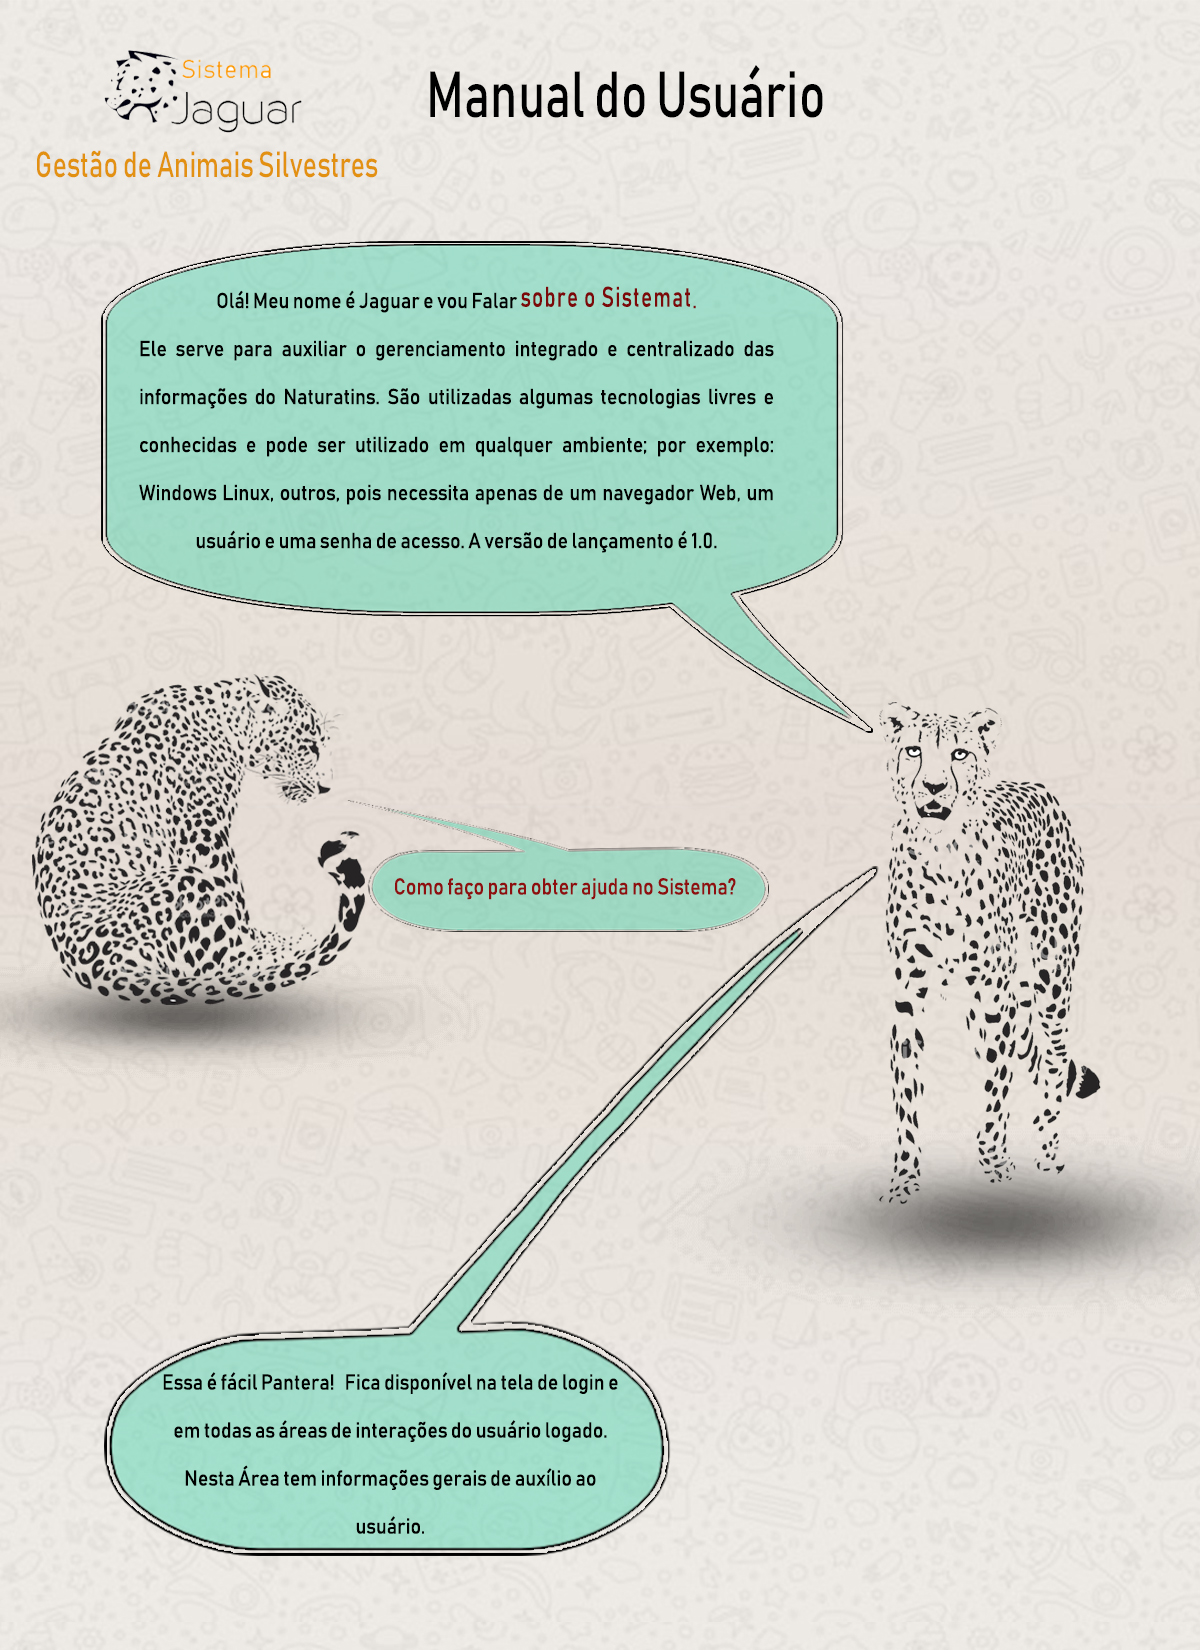 Sistema
Jaguar
Manual do Usuário
Gestão de Animais Silvestres
Olá! Meu nome é Jaguar e vou Falar sobre o Sistemat.
Ele serve para auxiliar o gerenciamento integrado e centralizado das
informações do Naturatins. São utilizadas algumas tecnologias livres e
conhecidas e pode ser utilizado em qualquer ambiente; por exemplo:
Windows Linux, outros, pois necessita apenas de um navegador Web, um
usuário e uma senha de acesso. A versão de lançamento é 1.0.
Como faço para obter ajuda no Sistema?
Essa é fácil Pantera! Fica disponível na tela de login e
em todas as áreas de interações do usuário logado.
Nesta Área tem informações gerais de auxílio ao
usuário.